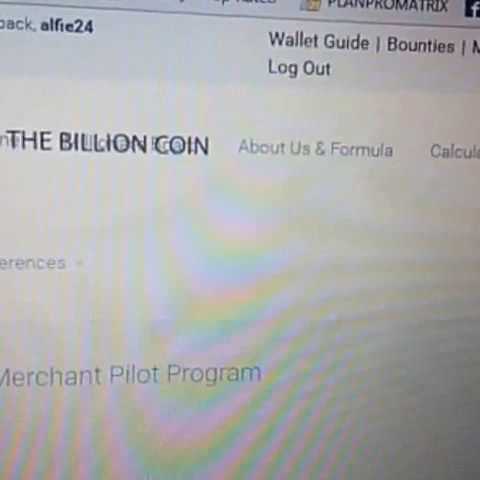 PLANPROMATRIX
back, alfie24
Wallet Guide | Bounties |
Log Out
THE BILLION COIN
About Us & Formula
Calcula
erences
Merchant Pilot Program